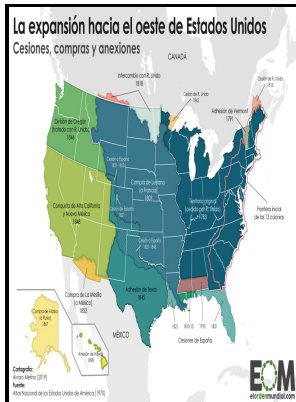 La expansión hacia el oeste de Estados Unidos
Cesiones, compras y anexiones
CANADÁ
Intercambio con R. Unido
1818
Cesión de R. Unido
1842
Adhesión de Vermont
1791
División de Oregón
(tratado con R. Unido)
1846
Cesión a España
1819
Compra de Luisiana
(a Francia)
1803
Territorio original
(cedido por R. Unido)
1783
Frontera inicial
de las 13 colonias
Conquista de Alta California
y Nuevo México
1848
Compra de La Mesilla
(a México)
1853
Adhesión de Texas
1845
MÉXICO
Cesiones de España
Compra de Alaska
(a Rusia)
1867
Anexión de Hawái
1898
Cartografía:
Álvaro Merino (2019)
Fuente:
Atlas Nacional de los Estados Unidos de América (1970)
EOM
elordenmundial.com